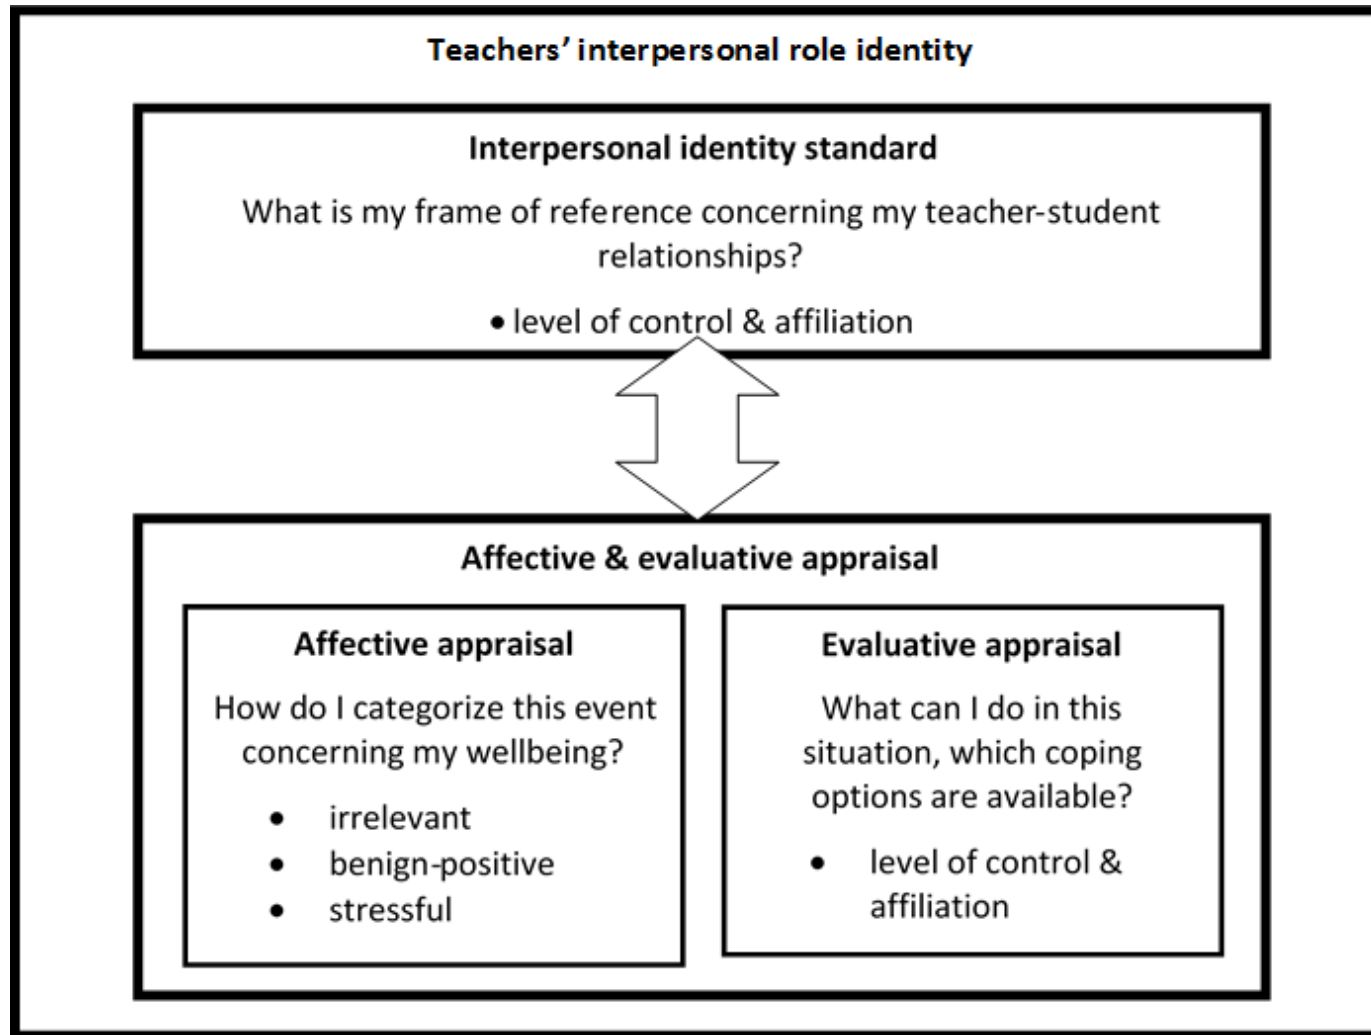 Teachers’ interpersonal role identity
Interpersonal identity standard
What is my frame of reference concerning my teacher-student
relationships?
• level of control & affiliation
Affective & evaluative appraisal
Affective appraisal
How do I categorize this event
concerning my wellbeing?
• irrelevant
• benign-positive
• stressful
Evaluative appraisal
What can I do in this
situation, which coping
options are available?
• level of control &
affiliation